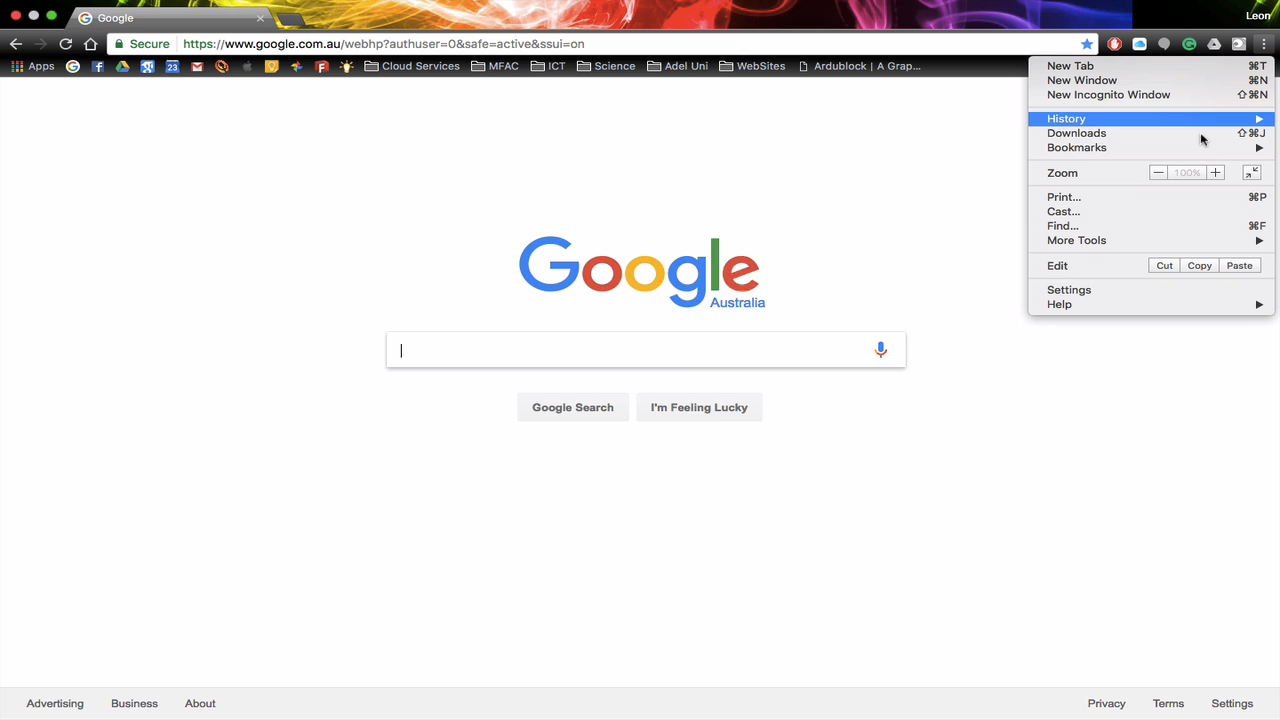 Google
Leon
Secure
https://www.google.com.au/webhp?authuser=0&safe=active&ssui=on
Apps
23
Cloud Services
MFAC
ICT
Science
Adel Uni
WebSites
Ardublock | A Grap...
New Tab ⌘T
New Window ⌘N
New Incognito Window ⇧⌘N
History
Downloads ⇧⌘J
Bookmarks
Zoom − 100% +
Print... ⌘P
Cast...
Find... ⌘F
More Tools
Edit Cut Copy Paste
Settings
Help
Google
Australia
Google Search
I'm Feeling Lucky
Advertising Business About
Privacy Terms Settings